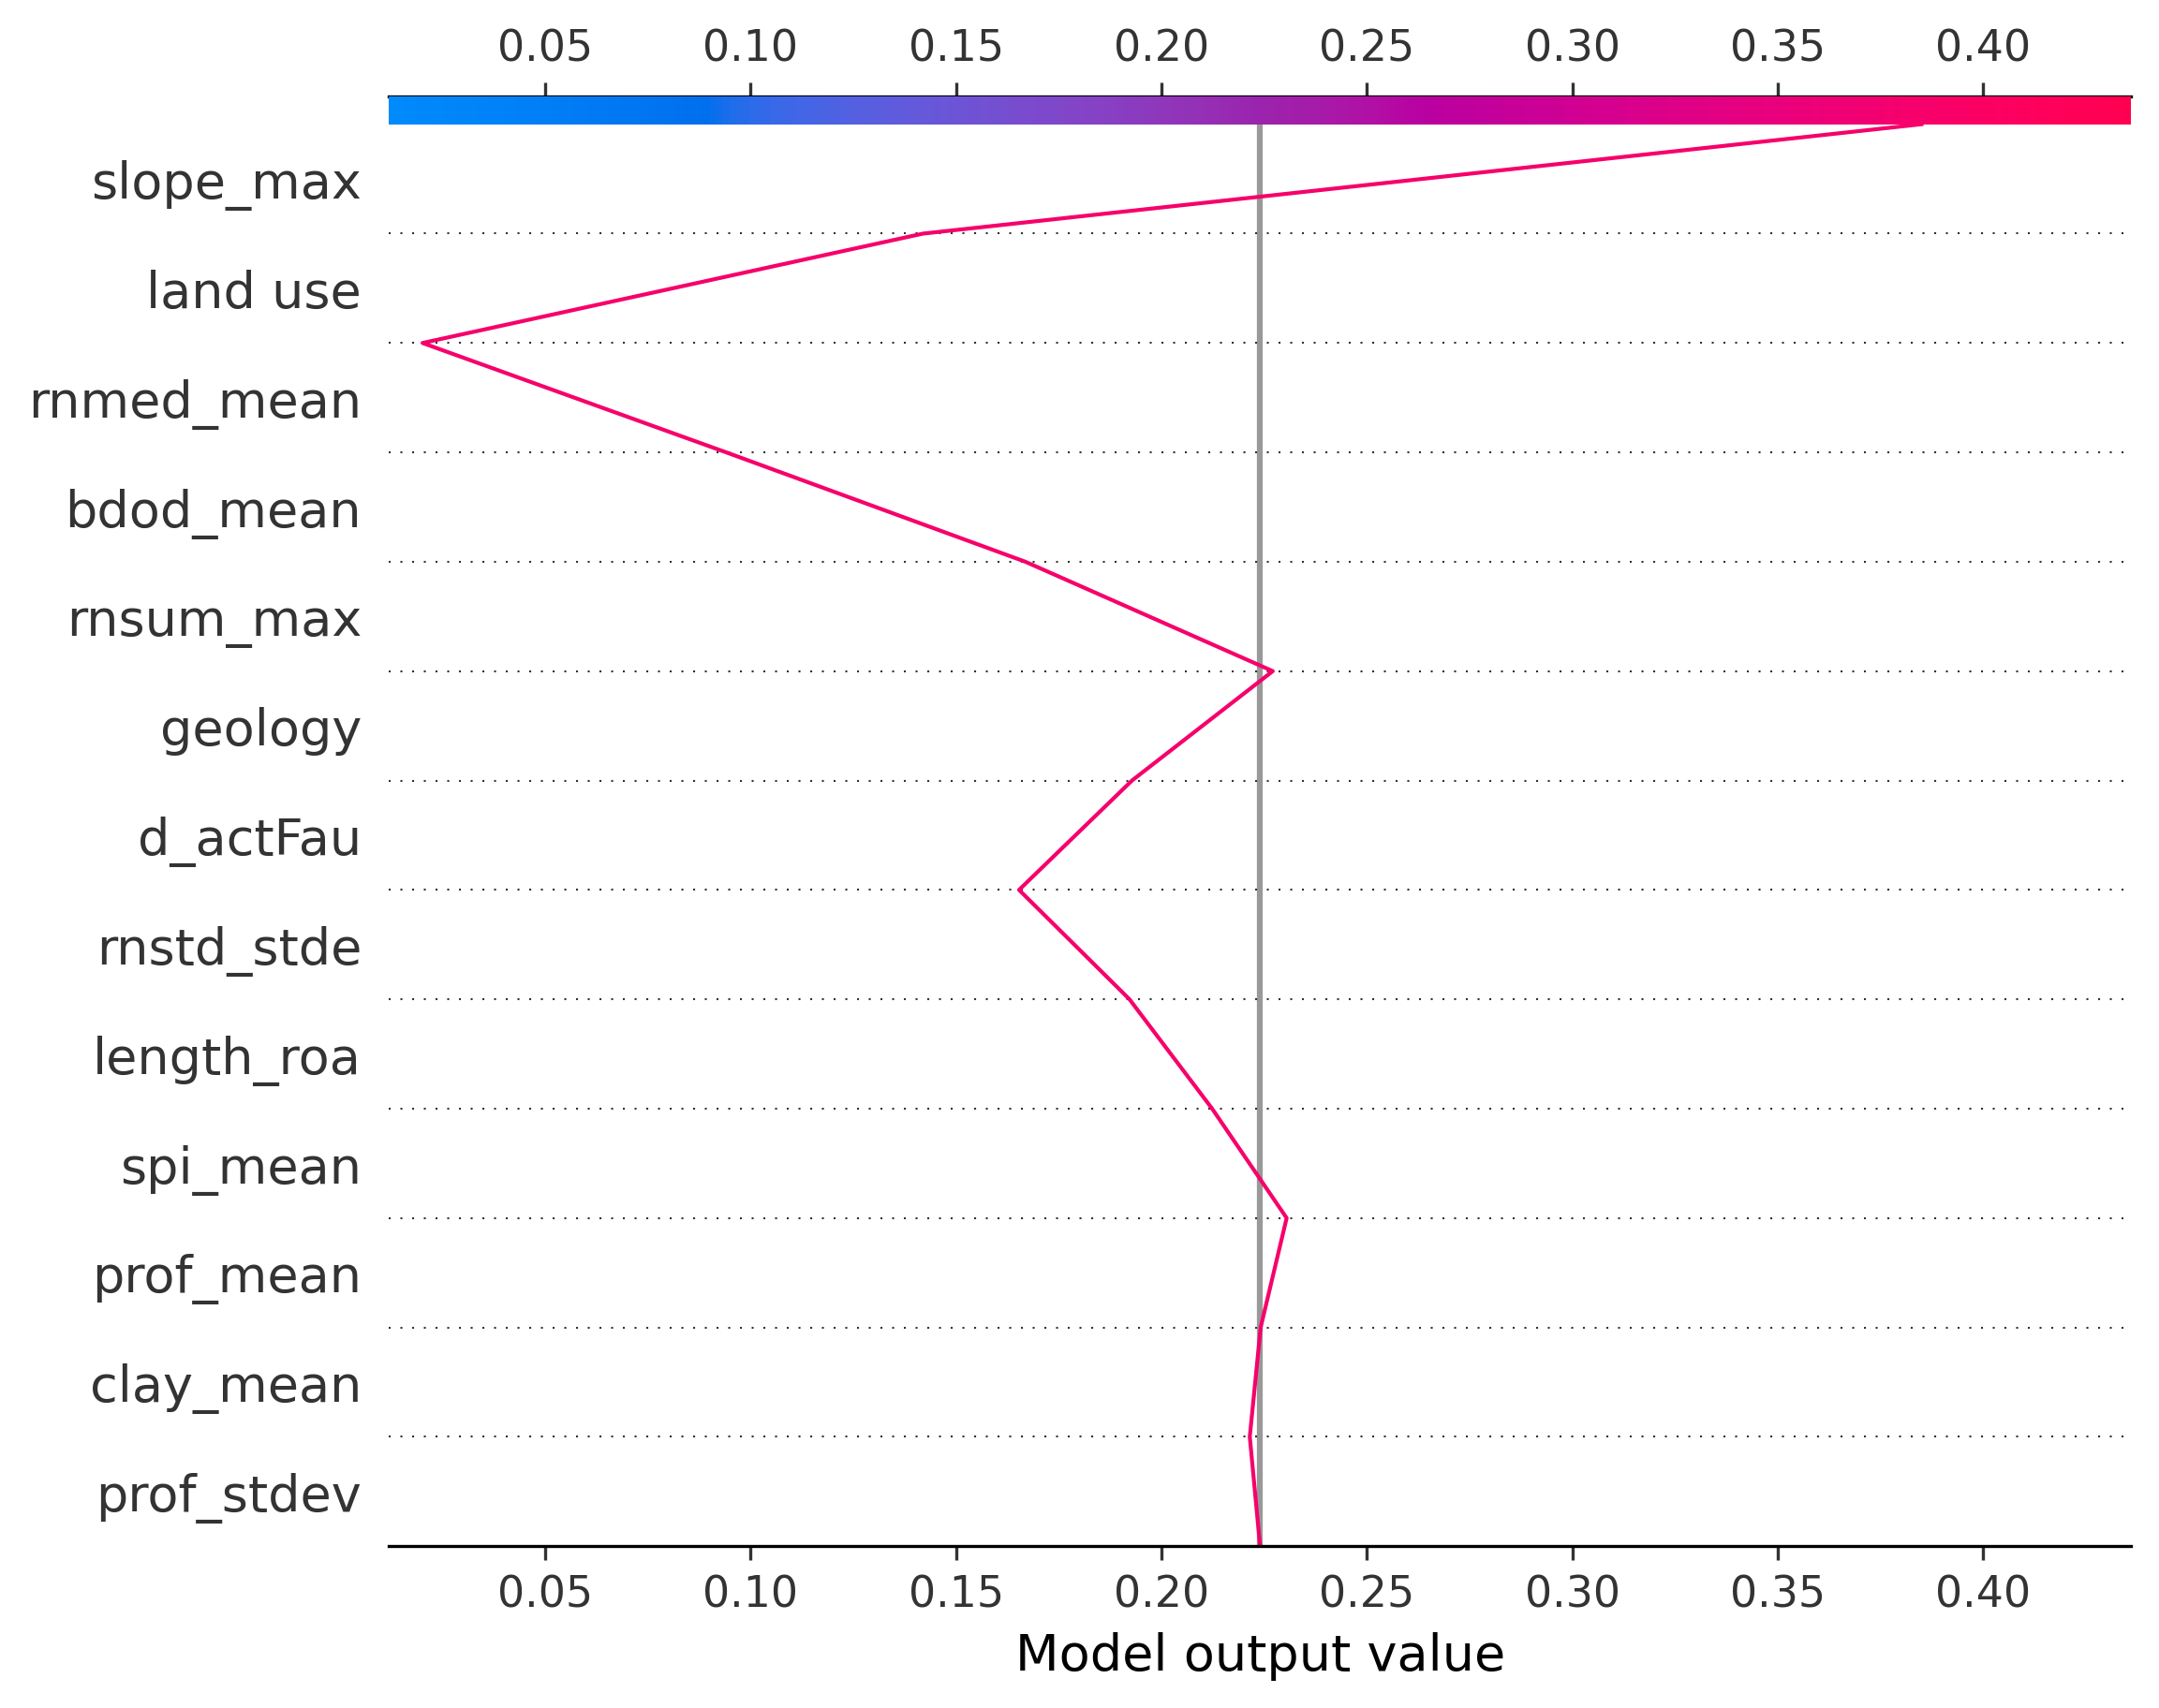 0.05 0.10 0.15 0.20 0.25 0.30 0.35 0.40
slope_max
land use
rnmed_mean
bdod_mean
rnsum_max
geology
d_actFau
rnstd_stde
length_roa
spi_mean
prof_mean
clay_mean
prof_stdev
0.05 0.10 0.15 0.20 0.25 0.30 0.35 0.40
Model output value